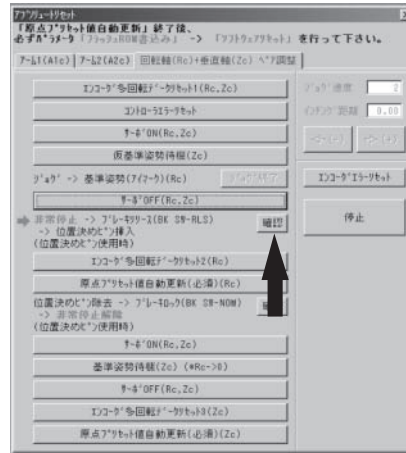 アブソリュートリセット
「原点プリセット値自動更新」終了後、
必ずパラメータ「フラッシュROM書込み」 -> 「ソフトウェアリセット」 を行って下さい。
アーム1(A1c) アーム2(A2c) 回転軸(Rc)+垂直軸(Zc) ペア調整
エンコーダ多回転データリセット1(Rc,Zc)
コントローラエラーリセット
サーボON(Rc,Zc)
仮基準姿勢待機(Zc)
ジョグ -> 基準姿勢(アイマーク)(Rc) ジョグ終了
サーボOFF(Rc,Zc)
非常停止 -> ブレーキリリース(BK SW-RLS)
-> 位置決めピン挿入
(位置決めピン使用時)
確認
エンコーダ多回転データリセット2(Rc)
原点プリセット値自動更新(必須)(Rc)
位置決めピン除去 -> ブレーキロック(BK SW-NOM)
-> 非常停止解除
(位置決めピン使用時)
サーボON(Rc,Zc)
基準姿勢待機(Zc) (*Rc->0)
サーボOFF(Rc,Zc)
エンコーダ多回転データリセット3(Zc)
原点プリセット値自動更新(必須)(Zc)
ジョグ速度 2
インチング距離 0.00
エンコーダエラーリセット
停止